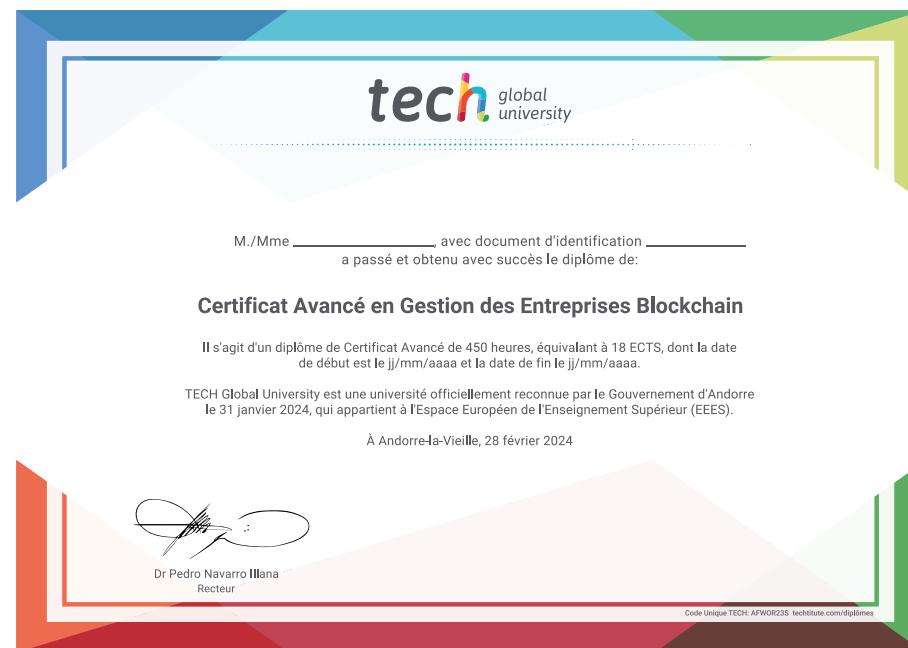 tech global university
M./Mme ______________, avec document d'identification __________
a passé et obtenu avec succès le diplôme de:
Certificat Avancé en Gestion des Entreprises Blockchain
Il s'agit d'un diplôme de Certificat Avancé de 450 heures, équivalant à 18 ECTS, dont la date
de début est le jj/mm/aaaa et la date de fin le jj/mm/aaaa.
TECH Global University est une université officiellement reconnue par le Gouvernement d'Andorre
le 31 janvier 2024, qui appartient à l'Espace Européen de l'Enseignement Supérieur (EEES).
À Andorre-la-Vieille, 28 février 2024
Dr Pedro Navarro Illana
Recteur
Code Unique TECH: AFWOR23S techtitute.com/diplômes